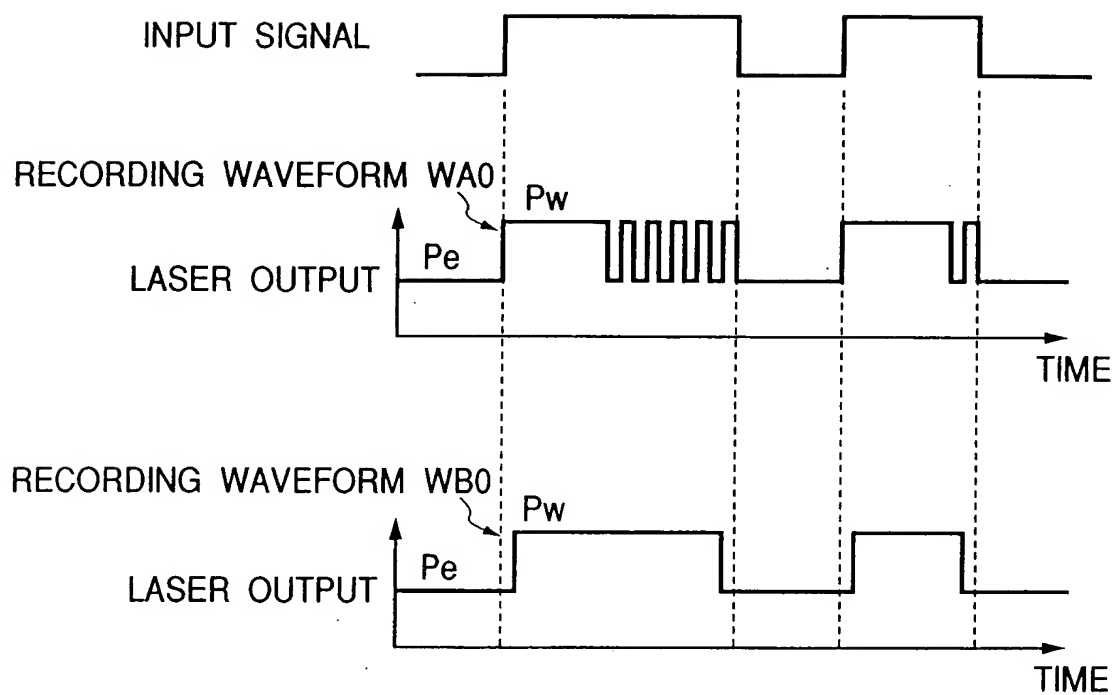 INPUT SIGNAL
RECORDING WAVEFORM WA0
Pw
Pe
LASER OUTPUT
TIME
RECORDING WAVEFORM WB0
Pw
Pe
LASER OUTPUT
TIME